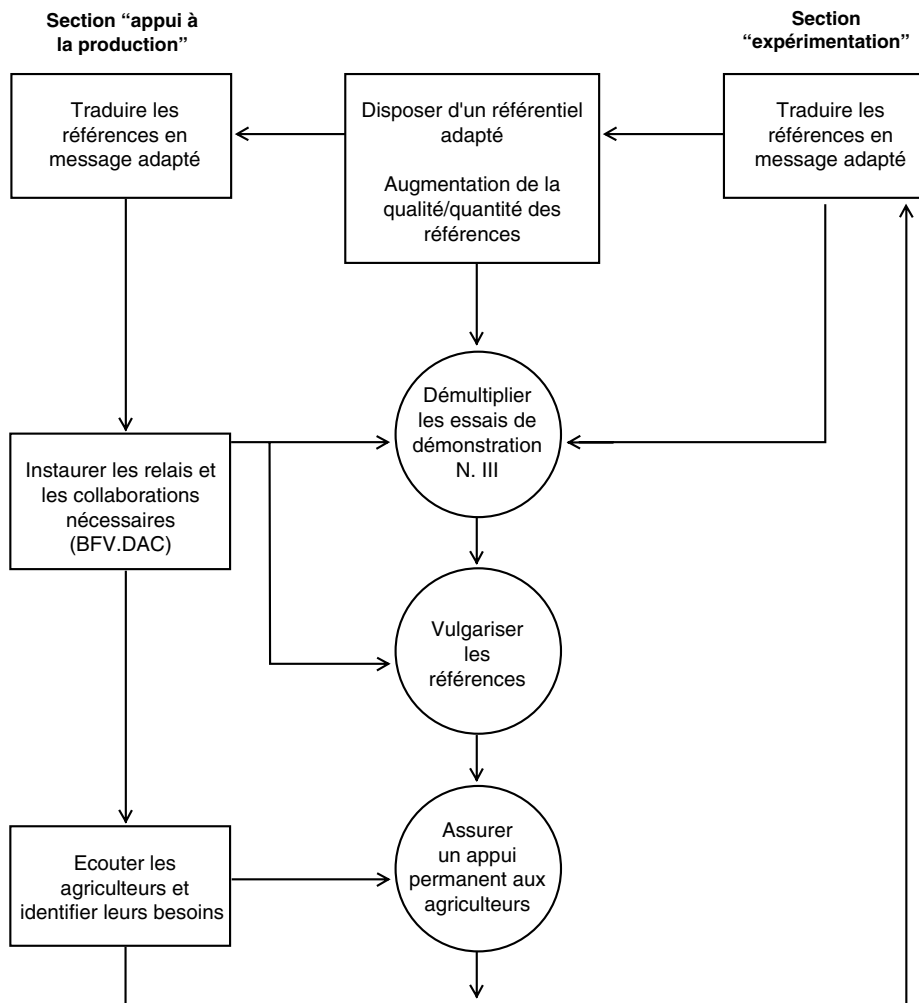 Section “appui à
la production”
Section
“expérimentation”
Traduire les
références en
message adapté
Disposer d'un référentiel
adapté
Augmentation de la
qualité/quantité des
références
Traduire les
références en
message adapté
Démultiplier
les essais de
démonstration
N. III
Instaurer les relais et
les collaborations
nécessaires
(BFV.DAC)
Vulgariser
les
références
Ecouter les
agriculteurs et
identifier leurs besoins
Assurer
un appui
permanent aux
agriculteurs